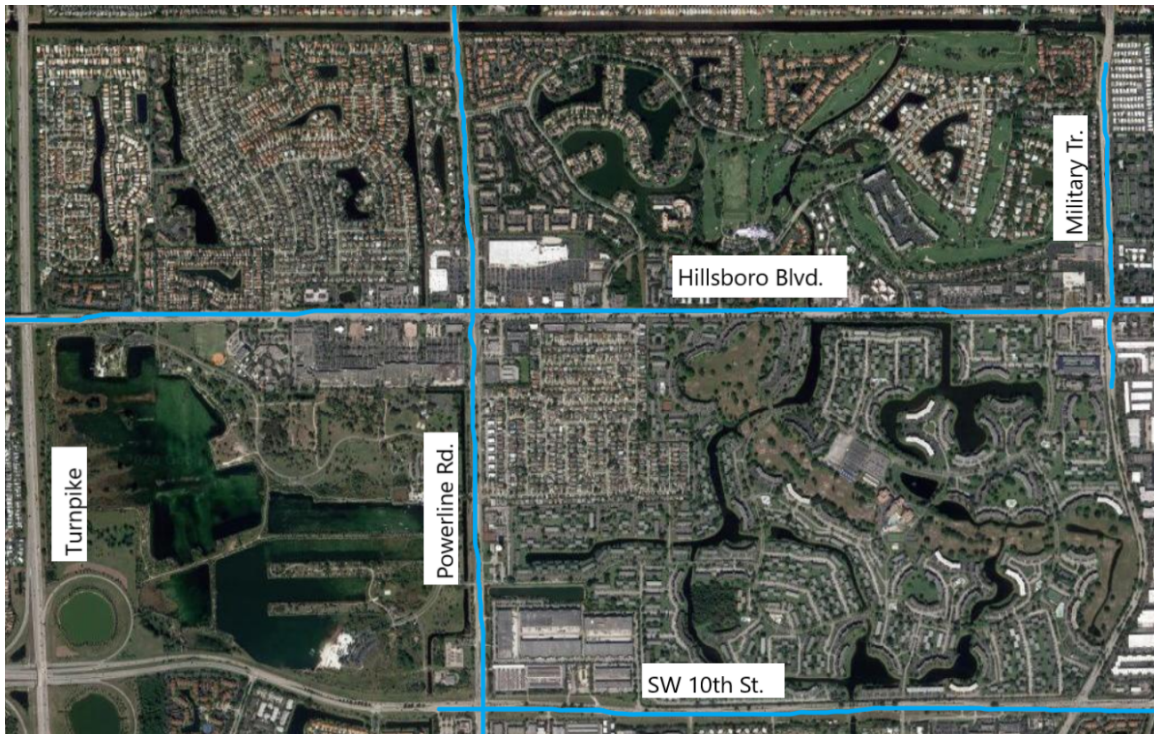 Military Tr.
Hillsboro Blvd.
Turnpike
Powerline Rd.
SW 10th St.